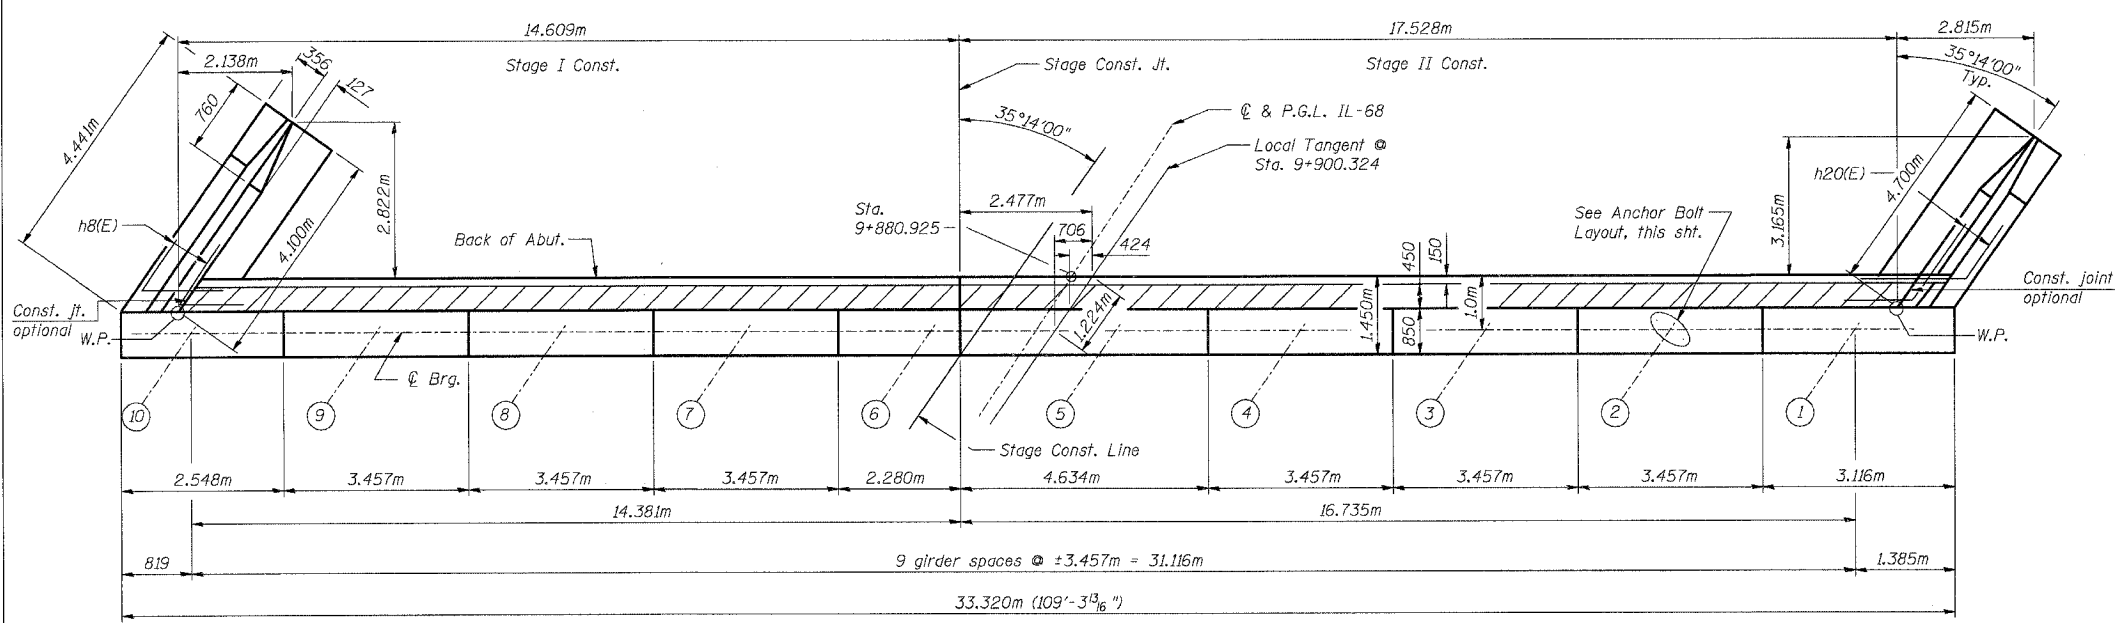 14.609m
17.528m
2.815m
2.138m
356
127
Stage I Const.
Stage Const. Jt.
Stage II Const.
35°14'00"
Typ.
760
4.441m
35°14'00"
℄ & P.G.L. IL-68
Local Tangent @
Sta. 9+900.324
h20(E)
4.700m
2.822m
3.165m
h8(E)
4.100m
Back of Abut.
Sta.
9+880.925
2.477m
706
424
450
150
See Anchor Bolt
Layout, this sht.
Const. jt.
optional
W.P.
1.224m
1.450m
850
1.0m
Const. joint
optional
W.P.
℄ Brg.
10
9
8
7
6
5
4
3
2
1
Stage Const. Line
2.548m
3.457m
3.457m
3.457m
2.280m
4.634m
3.457m
3.457m
3.457m
3.116m
14.381m
16.735m
819
9 girder spaces @ ±3.457m = 31.116m
1.385m
33.320m (109'-3 13/16")